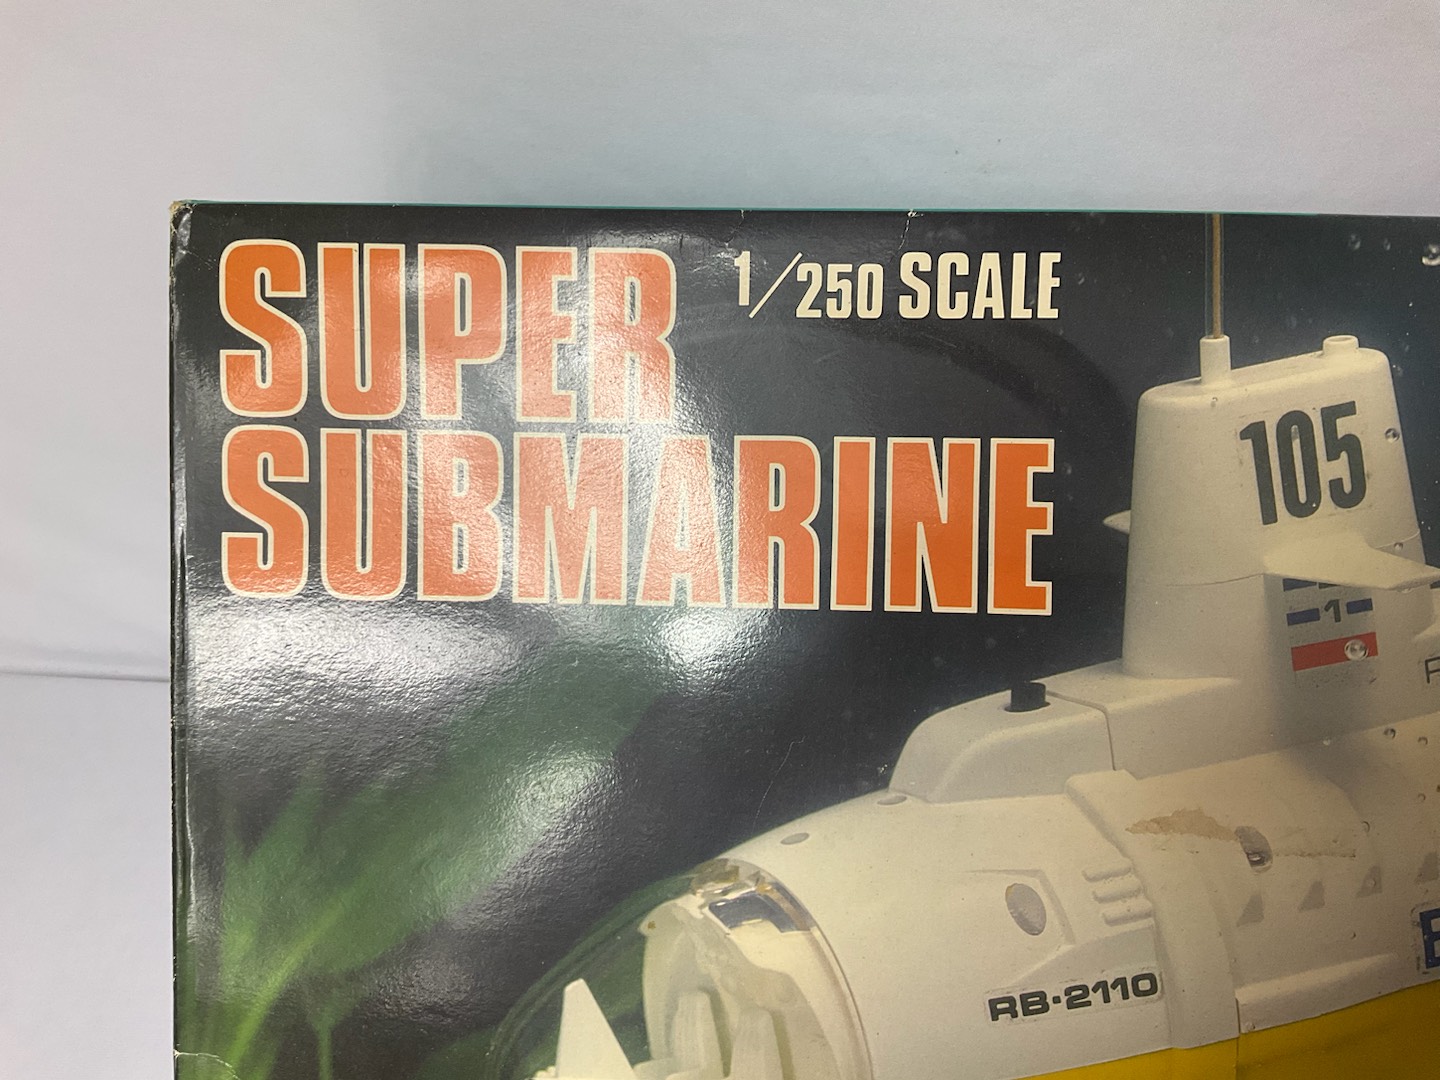 SUPER
1/250 SCALE
SUBMARINE
105
1
RB·2110